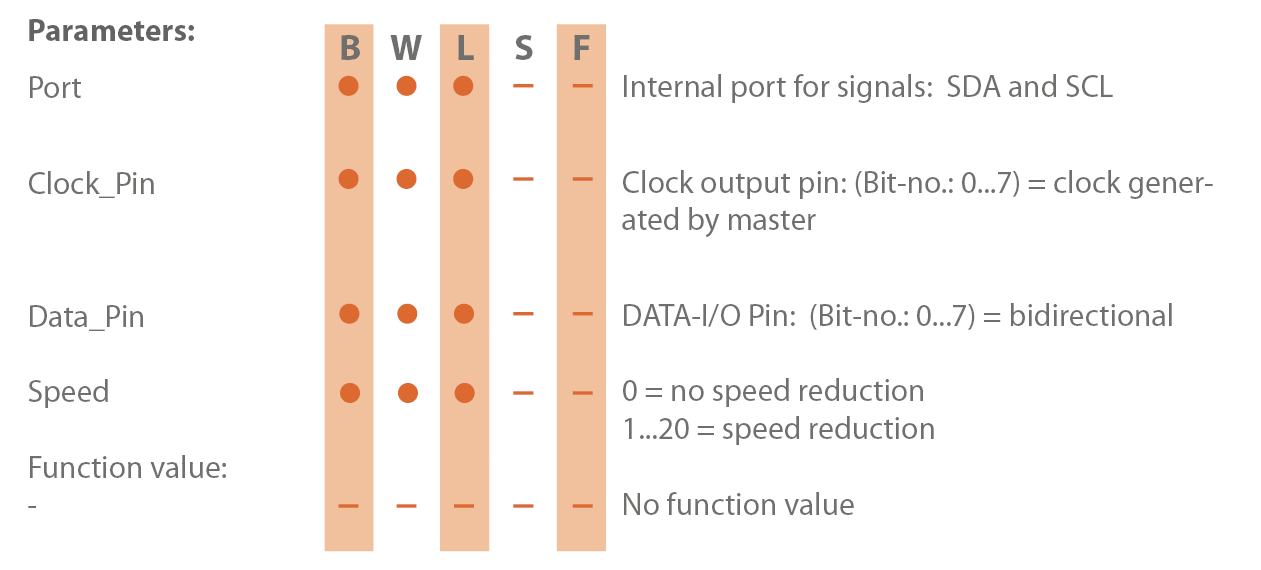 Parameters:
B W L S F
Port ● ● ● – – Internal port for signals:  SDA and SCL
Clock_Pin ● ● ● – – Clock output pin: (Bit-no.: 0...7) = clock gener-
ated by master
Data_Pin ● ● ● – – DATA-I/O Pin:  (Bit-no.: 0...7) = bidirectional
Speed ● ● ● – – 0 = no speed reduction
1...20 = speed reduction
Function value:
- – – – – – No function value